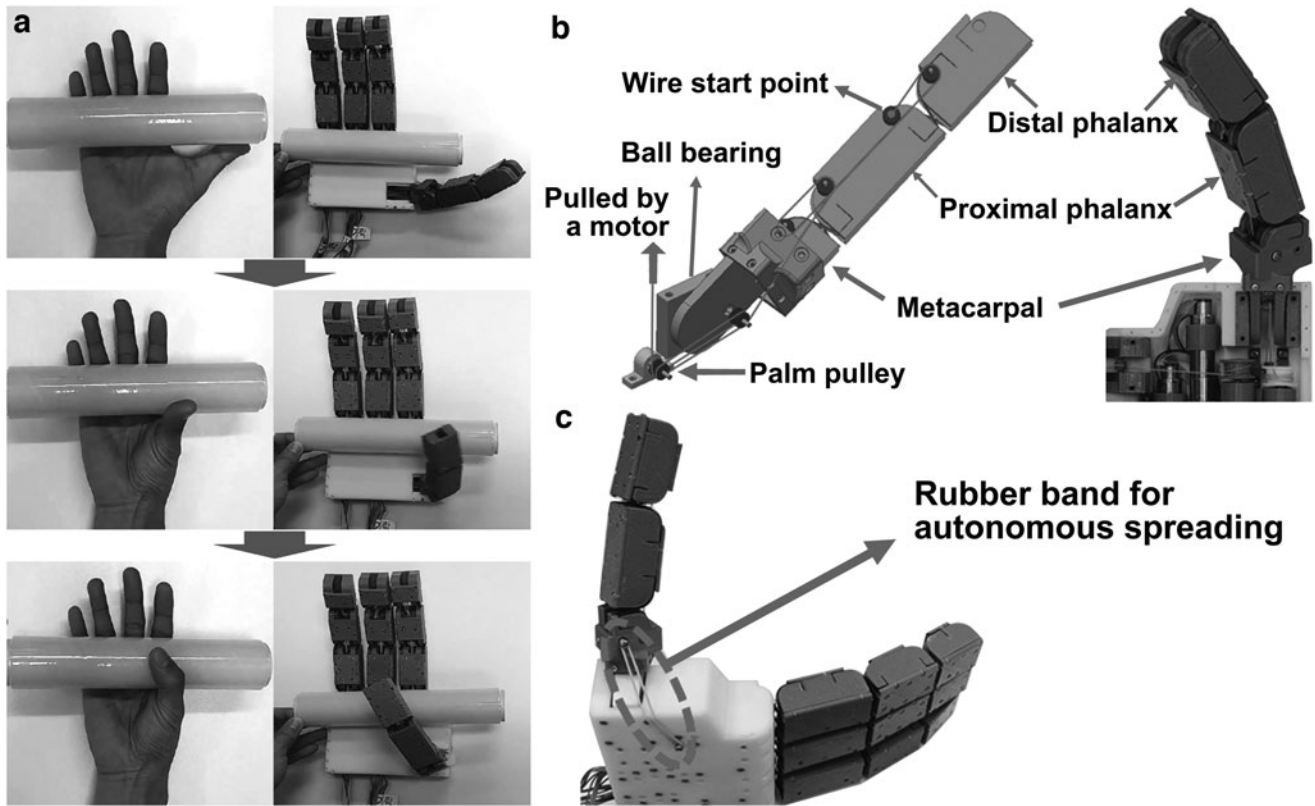 a
b
Wire start point
Ball bearing
Pulled by
a motor
Distal phalanx
Proximal phalanx
Metacarpal
Palm pulley
c
Rubber band for
autonomous spreading